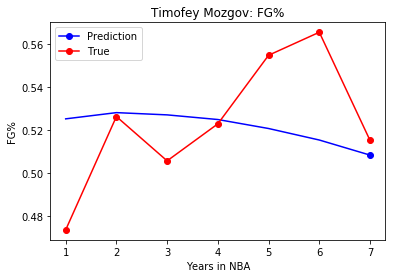 Timofey Mozgov: FG%
Prediction
True
FG%
0.56
0.54
0.52
0.50
0.48
1 2 3 4 5 6 7
Years in NBA